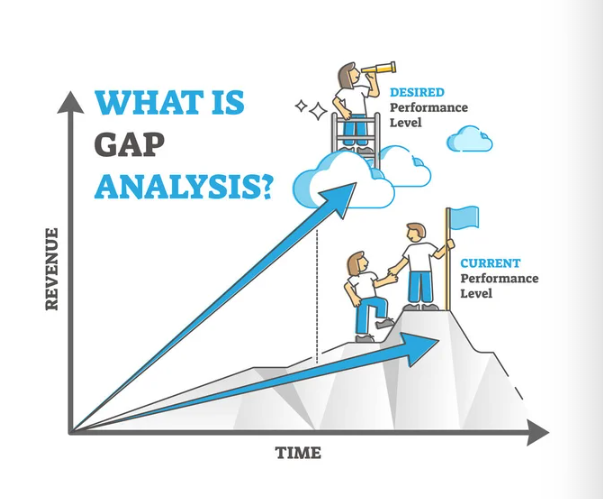 WHAT IS
GAP
ANALYSIS?
DESIRED
Performance
Level
CURRENT
Performance
Level
REVENUE
TIME